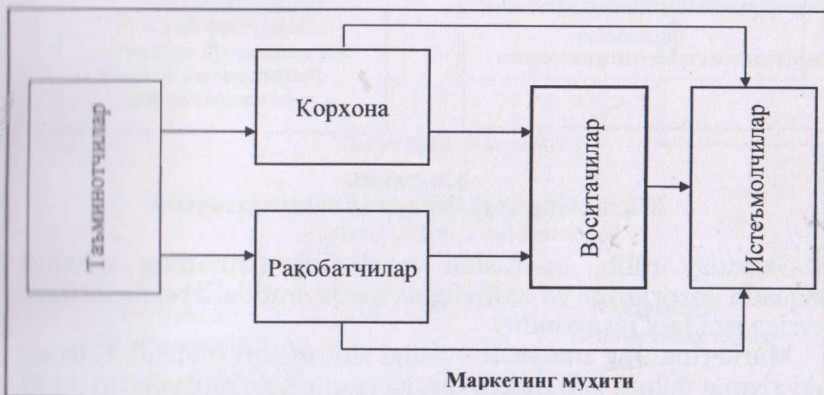 Таъминотчилар
Корхона
Рақобатчилар
Воситачилар
Истеъмолчилар
Маркетинг муҳити